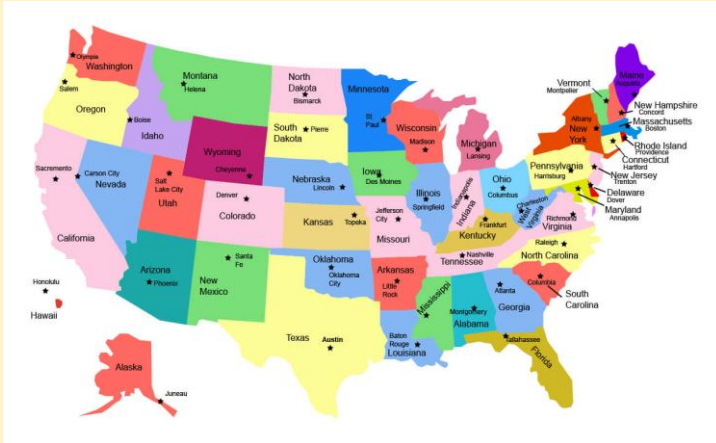 Olympia
Washington
Salem
Oregon
Boise
Idaho
Montana
Helena
North
Dakota
Bismarck
South
Dakota
Pierre
Minnesota
St.
Paul
Wisconsin
Madison
Michigan
Lansing
Wyoming
Cheyenne
Nebraska
Lincoln
Iowa
Des Moines
Illinois
Springfield
Indianapolis
Indiana
Ohio
Columbus
Pennsylvania
Harrisburg
Albany
New
York
Vermont
Montpelier
Maine
Augusta
New Hampshire
Concord
Massachusetts
Boston
Rhode Island
Providence
Connecticut
Hartford
New Jersey
Trenton
Delaware
Dover
Maryland
Annapolis
Sacramento
California
Carson City
Nevada
Salt
Lake City
Utah
Denver
Colorado
Kansas
Topeka
Jefferson
City
Missouri
Frankfurt
Kentucky
Charleston
West
Virginia
Richmond
Virginia
Raleigh
North Carolina
Nashville
Tennessee
Arizona
Phoenix
Santa
Fe
New
Mexico
Oklahoma
Oklahoma
City
Arkansas
Little
Rock
Mississippi
Montgomery
Alabama
Atlanta
Georgia
Columbia
South
Carolina
Texas
Austin
Baton
Rouge
Louisiana
Tallahassee
Florida
Honolutu
Hawaii
Alaska
Juneau